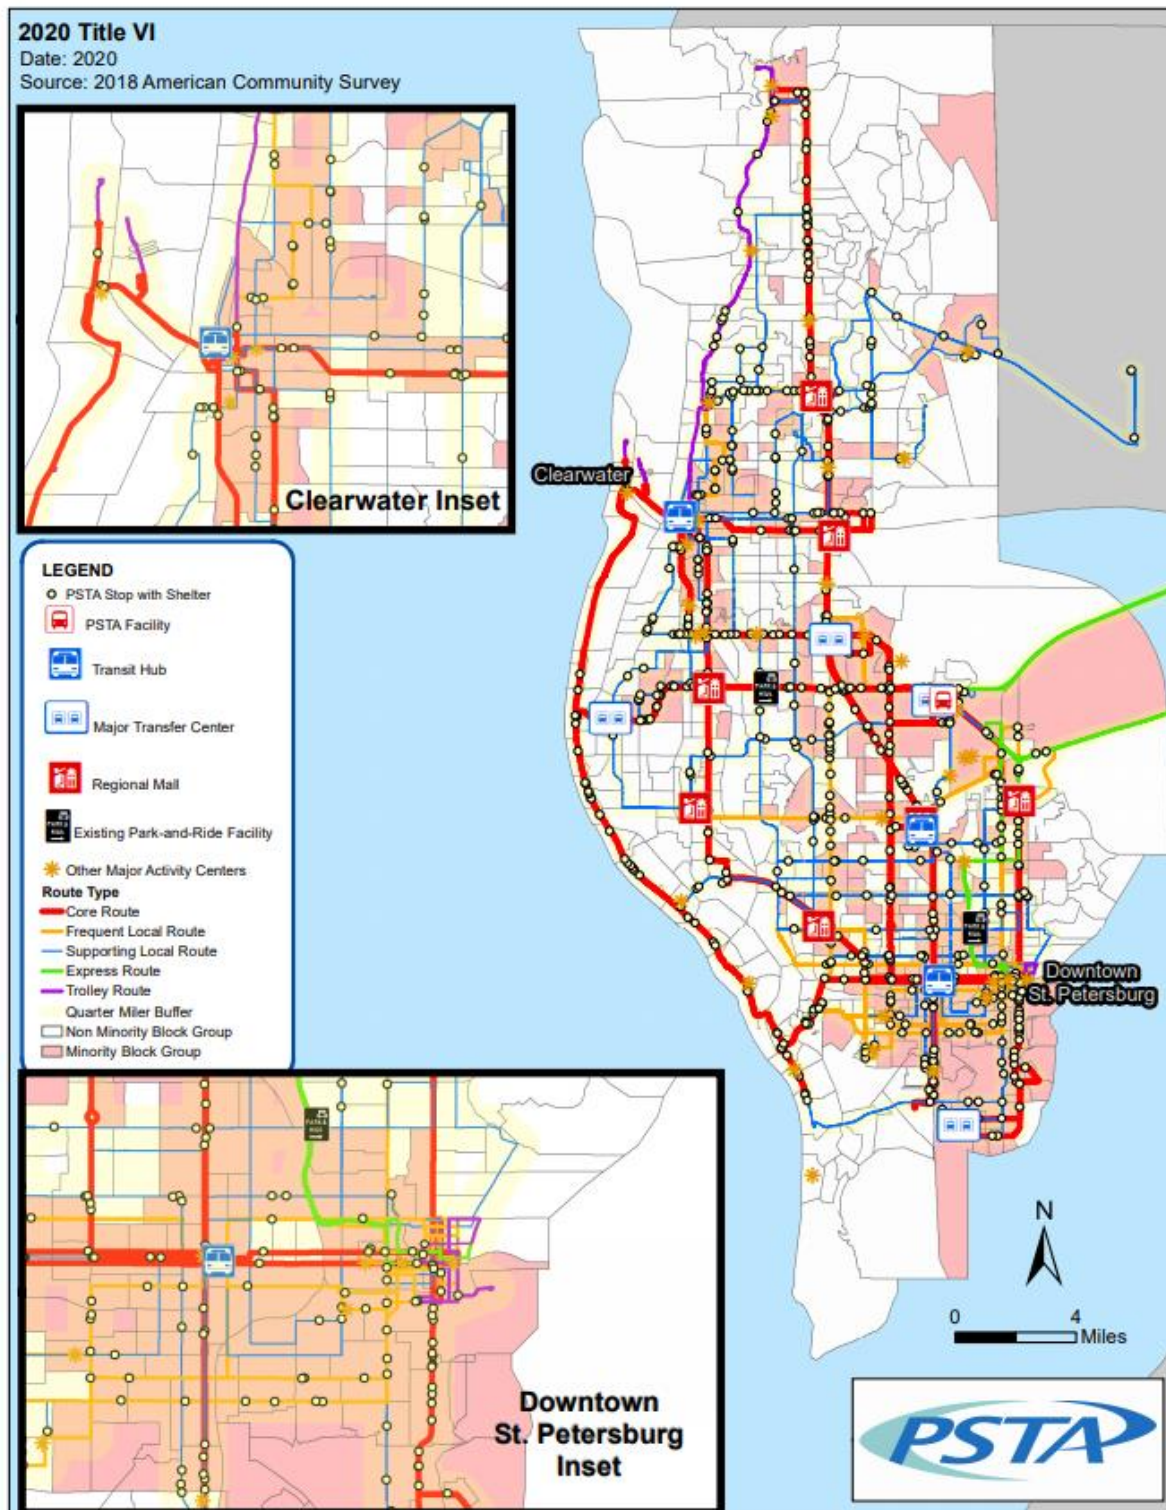 2020 Title VI
Date: 2020
Source: 2018 American Community Survey
Clearwater Inset
Clearwater
LEGEND
PSTA Stop with Shelter
PSTA Facility
Transit Hub
Major Transfer Center
Regional Mall
Existing Park-and-Ride Facility
Other Major Activity Centers
Route Type
Core Route
Frequent Local Route
Supporting Local Route
Express Route
Trolley Route
Quarter Miler Buffer
Non Minority Block Group
Minority Block Group
Downtown
St. Petersburg
Downtown
St. Petersburg
Inset
N
0 4
Miles
PSTA